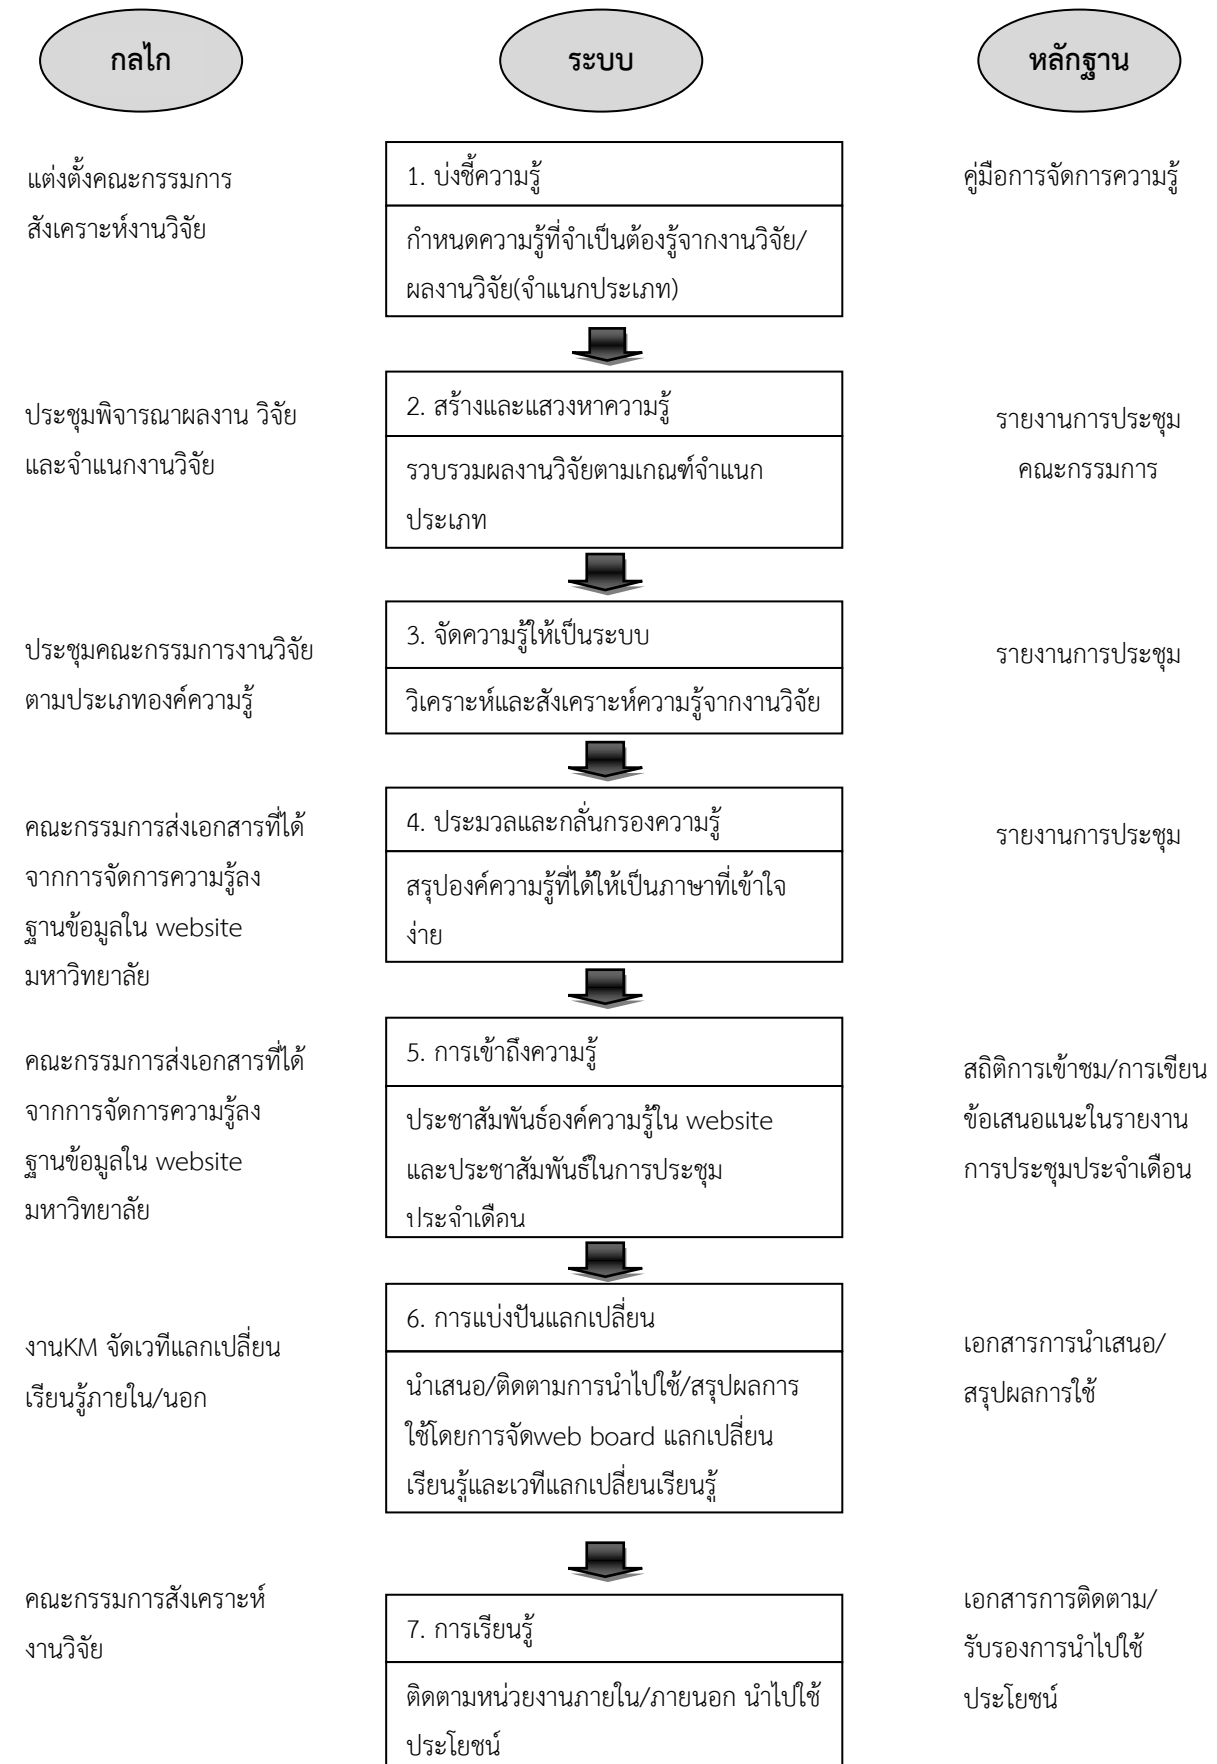 กลไก
ระบบ
หลักฐาน
แต่งตั้งคณะกรรมการ
สังเคราะห์งานวิจัย
1. บ่งชี้ความรู้
กำหนดความรู้ที่จำเป็นต้องรู้จากงานวิจัย/
ผลงานวิจัย(จำแนกประเภท)
คู่มือการจัดการความรู้
ประชุมพิจารณาผลงาน วิจัย
และจำแนกงานวิจัย
2. สร้างและแสวงหาความรู้
รวบรวมผลงานวิจัยตามเกณฑ์จำแนก
ประเภท
รายงานการประชุม
คณะกรรมการ
ประชุมคณะกรรมการงานวิจัย
ตามประเภทองค์ความรู้
3. จัดความรู้ให้เป็นระบบ
วิเคราะห์และสังเคราะห์ความรู้จากงานวิจัย
รายงานการประชุม
คณะกรรมการส่งเอกสารที่ได้
จากการจัดการความรู้ลง
ฐานข้อมูลใน website
มหาวิทยาลัย
4. ประมวลและกลั่นกรองความรู้
สรุปองค์ความรู้ที่ได้ให้เป็นภาษาที่เข้าใจ
ง่าย
รายงานการประชุม
คณะกรรมการส่งเอกสารที่ได้
จากการจัดการความรู้ลง
ฐานข้อมูลใน website
มหาวิทยาลัย
5. การเข้าถึงความรู้
ประชาสัมพันธ์องค์ความรู้ใน website
และประชาสัมพันธ์ในการประชุม
ประจำเดือน
สถิติการเข้าชม/การเขียน
ข้อเสนอแนะในรายงาน
การประชุมประจำเดือน
งานKM จัดเวทีแลกเปลี่ยน
เรียนรู้ภายใน/นอก
6. การแบ่งปันแลกเปลี่ยน
นำเสนอ/ติดตามการนำไปใช้/สรุปผลการ
ใช้โดยการจัดweb board แลกเปลี่ยน
เรียนรู้และเวทีแลกเปลี่ยนเรียนรู้
เอกสารการนำเสนอ/
สรุปผลการใช้
คณะกรรมการสังเคราะห์
งานวิจัย
7. การเรียนรู้
ติดตามหน่วยงานภายใน/ภายนอก นำไปใช้
ประโยชน์
เอกสารการติดตาม/
รับรองการนำไปใช้
ประโยชน์